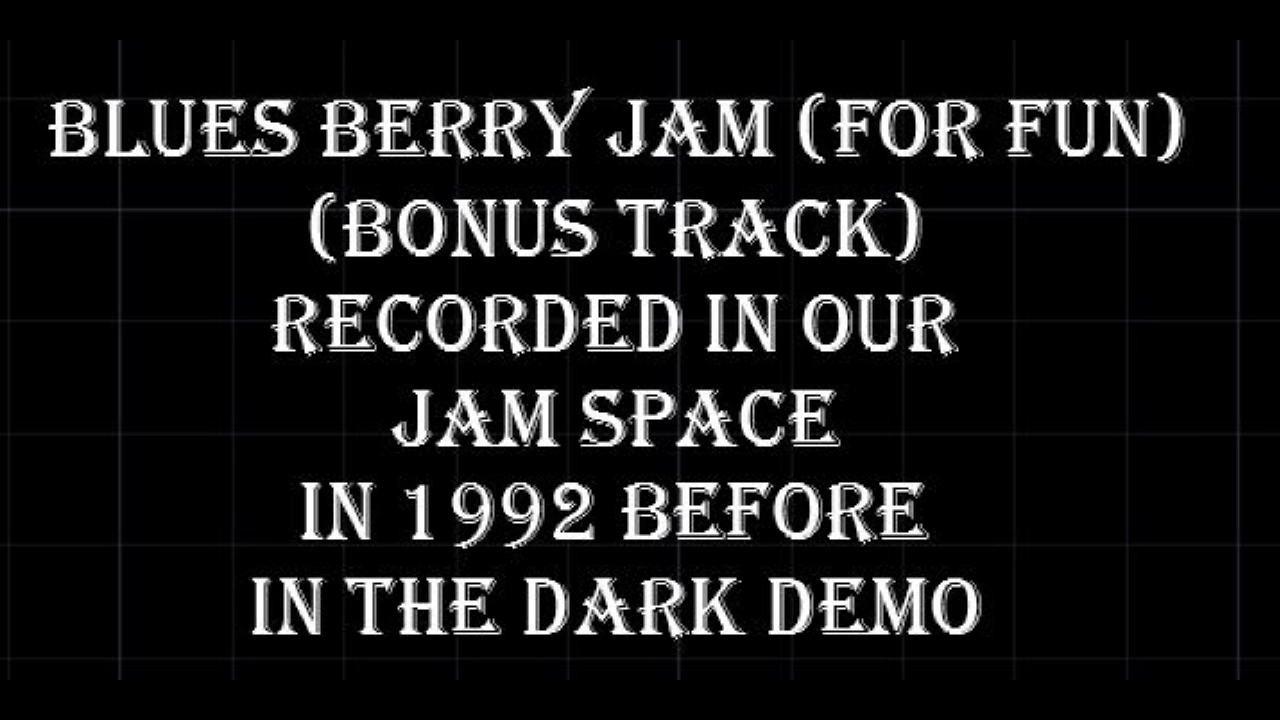 BLUES BERRY JAM (FOR FUN)
(BONUS TRACK)
RECORDED IN OUR
JAM SPACE
IN 1992 BEFORE
IN THE DARK DEMO